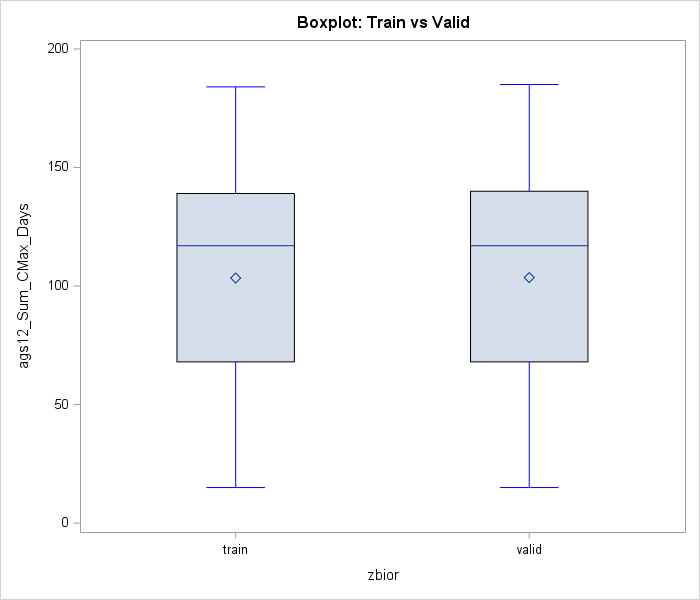 Boxplot: Train vs Valid
200
150
100
50
0
ags12_Sum_CMax_Days
train
valid
zbior